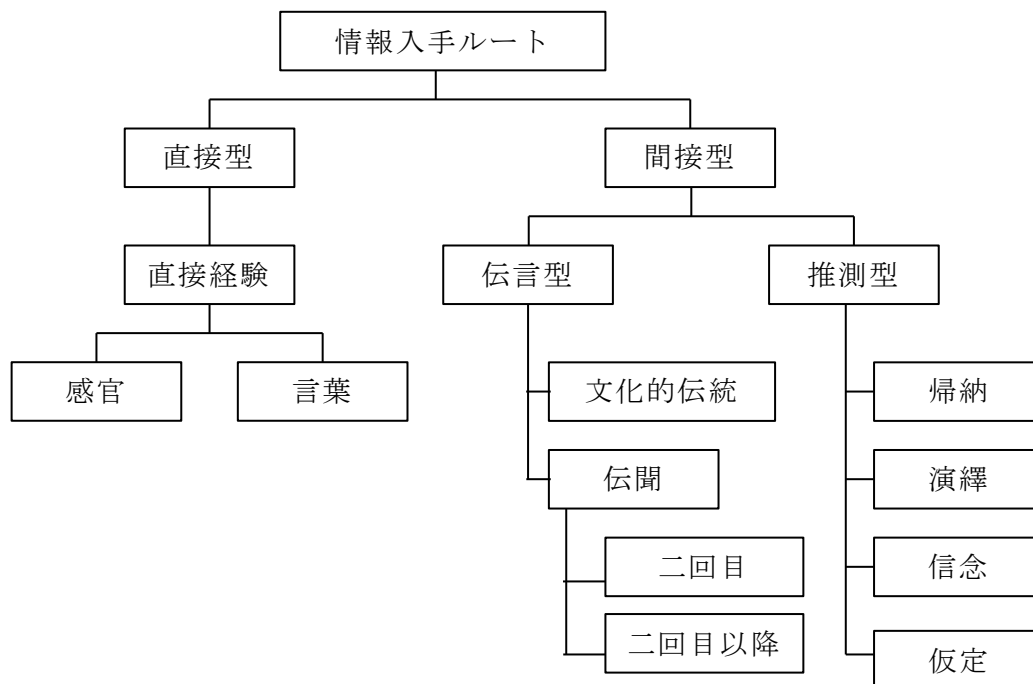 情報入手ルート
直接型
間接型
直接経験
伝言型
推測型
感官
言葉
文化的伝統
帰納
伝聞
演繹
二回目
信念
二回目以降
仮定